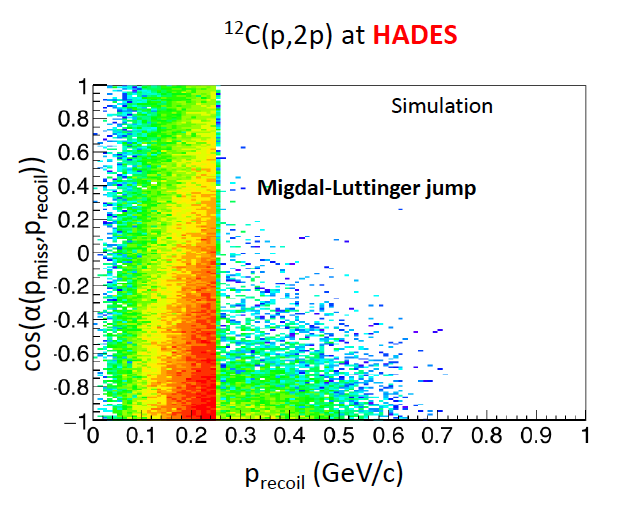 ¹²C(p,2p) at HADES
Simulation
Migdal-Luttinger jump
cos(α(pmiss,precoil))
1
0.8
0.6
0.4
0.2
0
-0.2
-0.4
-0.6
-0.8
−1
0 0.1 0.2 0.3 0.4 0.5 0.6 0.7 0.8 0.9 1
precoil (GeV/c)